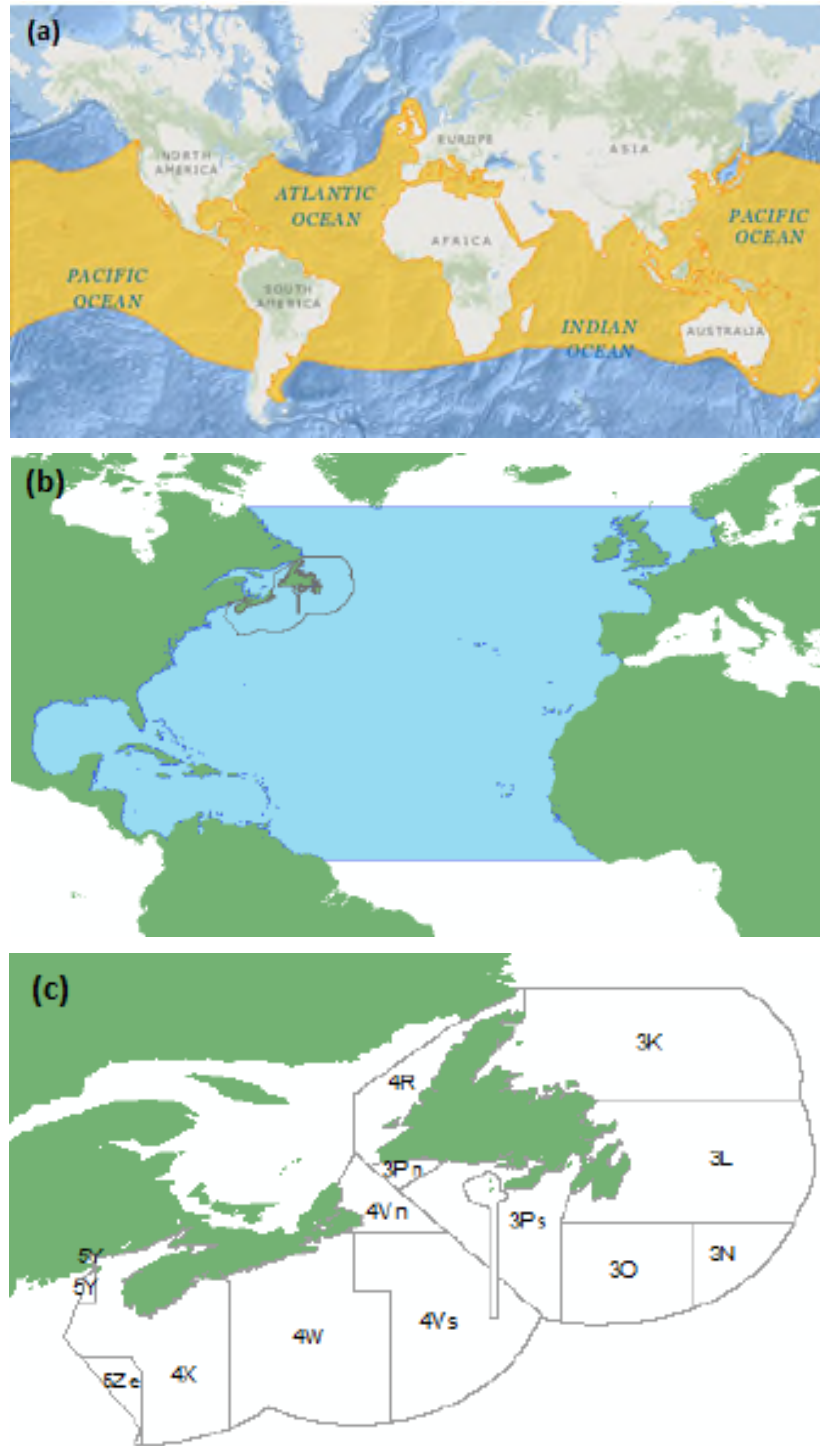 (a)
NORTH
AMERICA
EUROPE
ASIA
ATLANTIC
OCEAN
PACIFIC
OCEAN
AFRICA
PACIFIC
OCEAN
SOUTH
AMERICA
INDIAN
OCEAN
AUSTRALIA
(b)
(c)
3K
4R
3L
3Pn
4Vn
3Ps
5Y
3O
3N
5Y
4W
4Vs
5Ze
4X